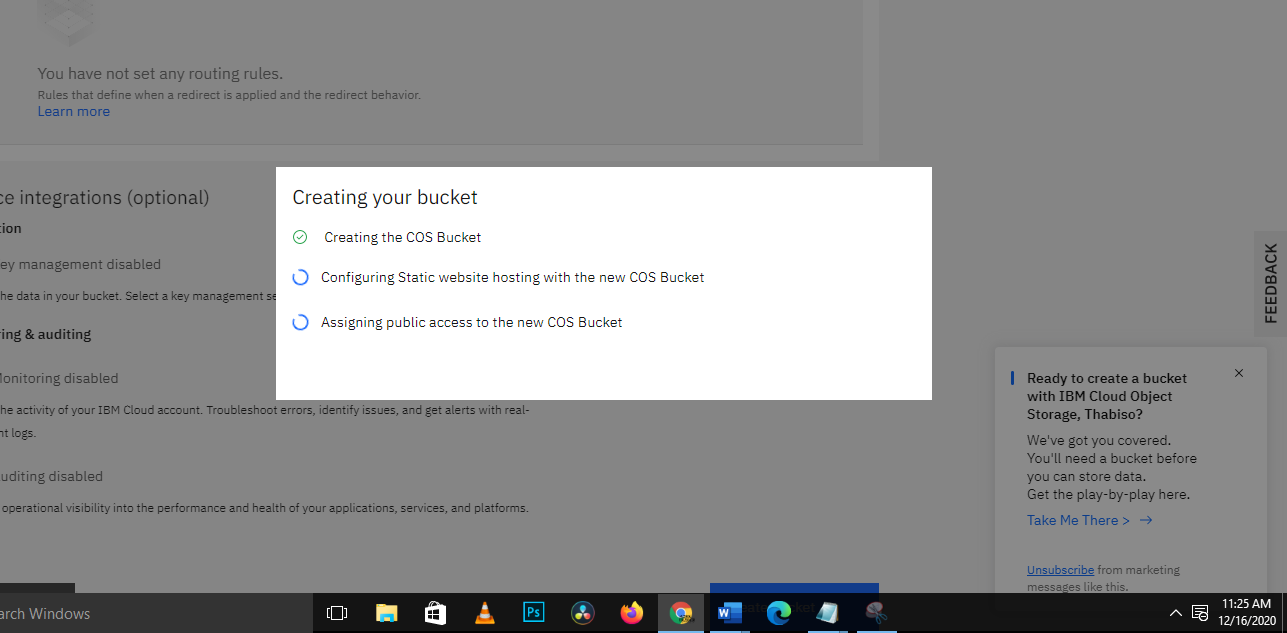 You have not set any routing rules.
Rules that define when a redirect is applied and the redirect behavior.
Learn more
ce integrations (optional)
tion
ey management disabled
he data in your bucket. Select a key management se
ring & auditing
Monitoring disabled
he activity of your IBM Cloud account. Troubleshoot errors, identify issues, and get alerts with real-
nt logs.
uditing disabled
operational visibility into the performance and health of your applications, services, and platforms.
Creating your bucket
Creating the COS Bucket
Configuring Static website hosting with the new COS Bucket
Assigning public access to the new COS Bucket
FEEDBACK
Ready to create a bucket
with IBM Cloud Object
Storage, Thabiso?
We've got you covered.
You'll need a bucket before
you can store data.
Get the play-by-play here.
Take Me There >
Unsubscribe from marketing
messages like this.
arch Windows
Ps
W
11:25 AM
12/16/2020